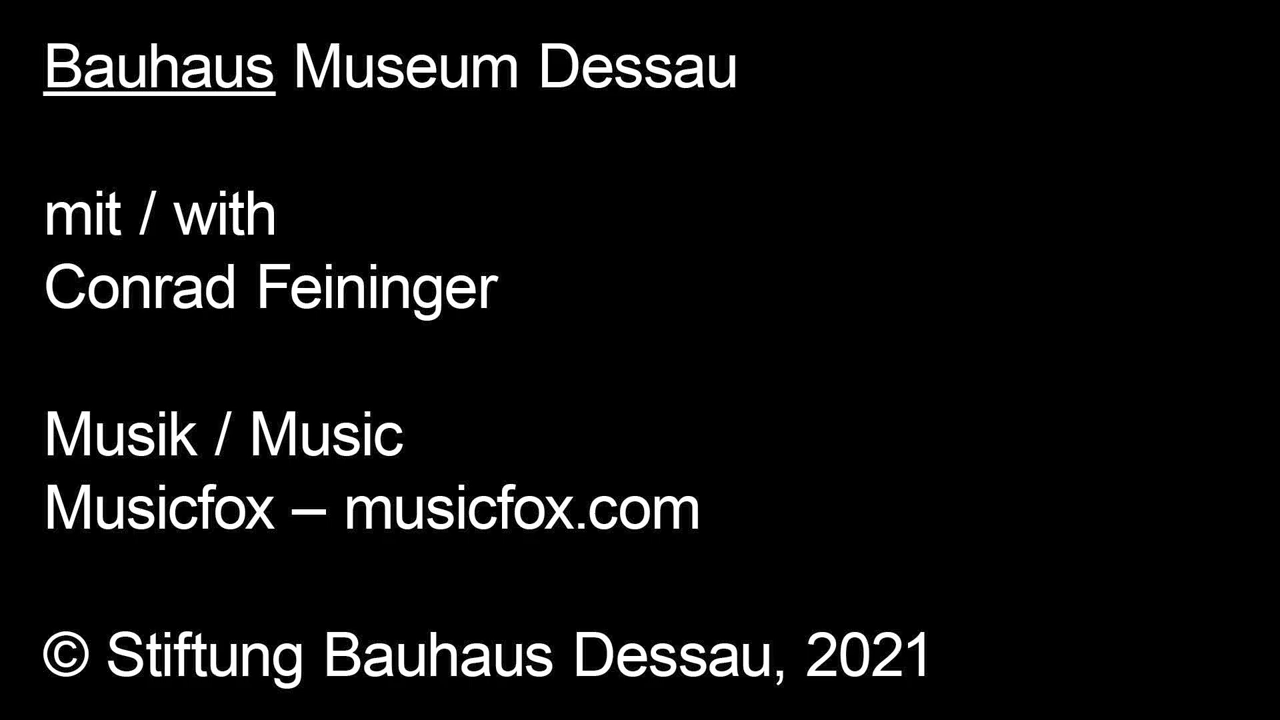 Bauhaus Museum Dessau
mit / with
Conrad Feininger
Musik / Music
Musicfox – musicfox.com
© Stiftung Bauhaus Dessau, 2021